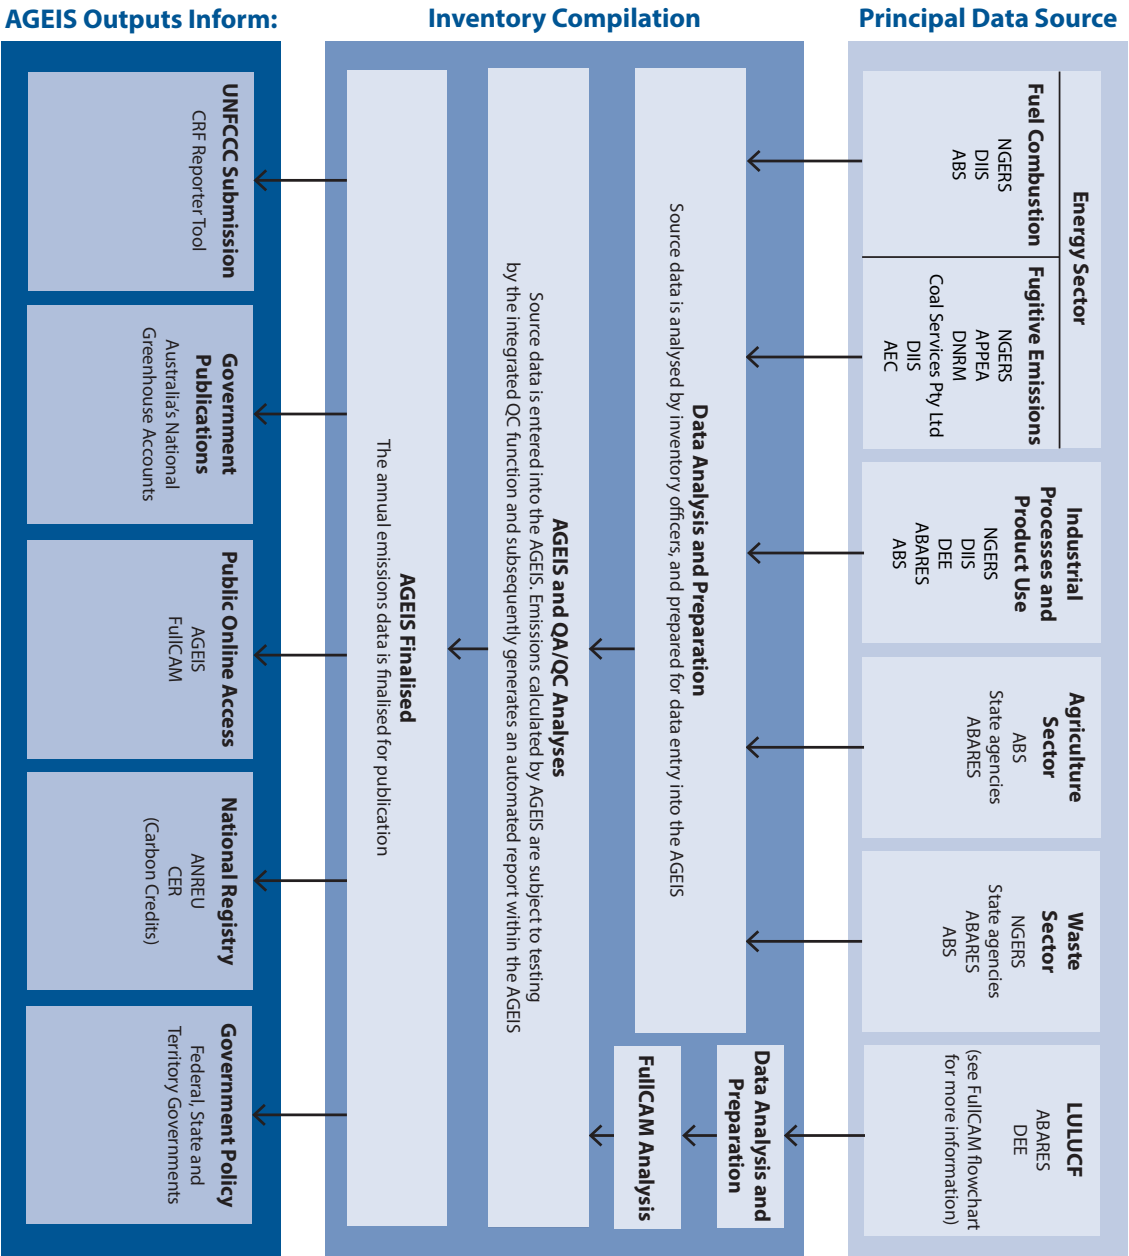 Principal Data Source
Energy Sector
Fuel Combustion
NGERS
DIIS
ABS
Fugitive Emissions
NGERS
APPEA
DNRM
Coal Services Pty Ltd
DIIS
AEC
Industrial
Processes and
Product Use
NGERS
DIIS
DEE
ABARES
ABS
Agriculture
Sector
ABS
State agencies
ABARES
Waste
Sector
NGERS
State agencies
ABARES
ABS
LULUCF
ABARES
DEE
(see FullCAM flowchart
for more information)
Inventory Compilation
Data Analysis and Preparation
Source data is analysed by inventory officers, and prepared for data entry into the AGEIS
Data Analysis and
Preparation
FullCAM Analysis
AGEIS and QA/QC Analyses
Source data is entered into the AGEIS. Emissions calculated by AGEIS are subject to testing
by the integrated QC function and subsequently generates an automated report within the AGEIS
AGEIS Finalised
The annual emissions data is finalised for publication
AGEIS Outputs Inform:
UNFCCC Submission
CRF Reporter Tool
Government
Publications
Australia's National
Greenhouse Accounts
Public Online Access
AGEIS
FullCAM
National Registry
ANREU
CER
(Carbon Credits)
Government Policy
Federal, State and
Territory Governments